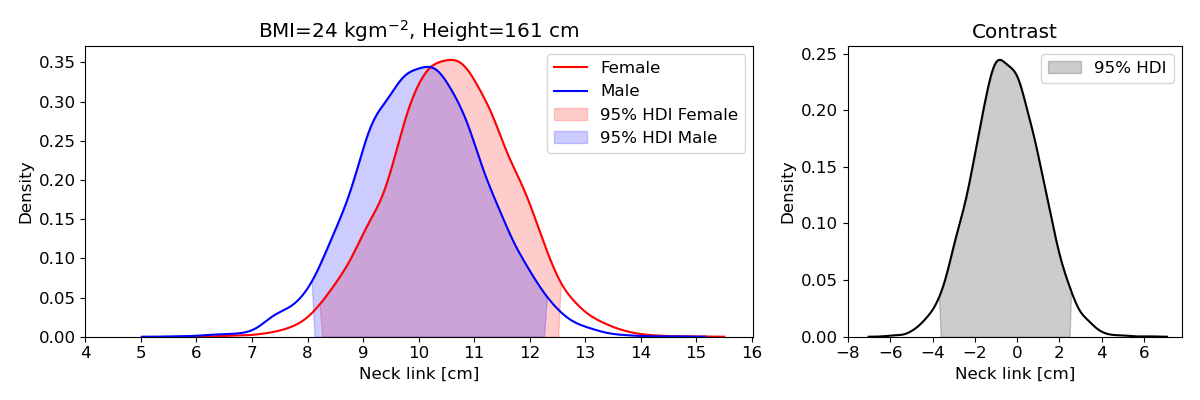 BMI=24 kgm⁻², Height=161 cm
Female
Male
95% HDI Female
95% HDI Male
Density
0.35
0.30
0.25
0.20
0.15
0.10
0.05
0.00
4 5 6 7 8 9 10 11 12 13 14 15 16
Neck link [cm]
Contrast
95% HDI
Density
0.25
0.20
0.15
0.10
0.05
0.00
−8 −6 −4 −2 0 2 4 6
Neck link [cm]